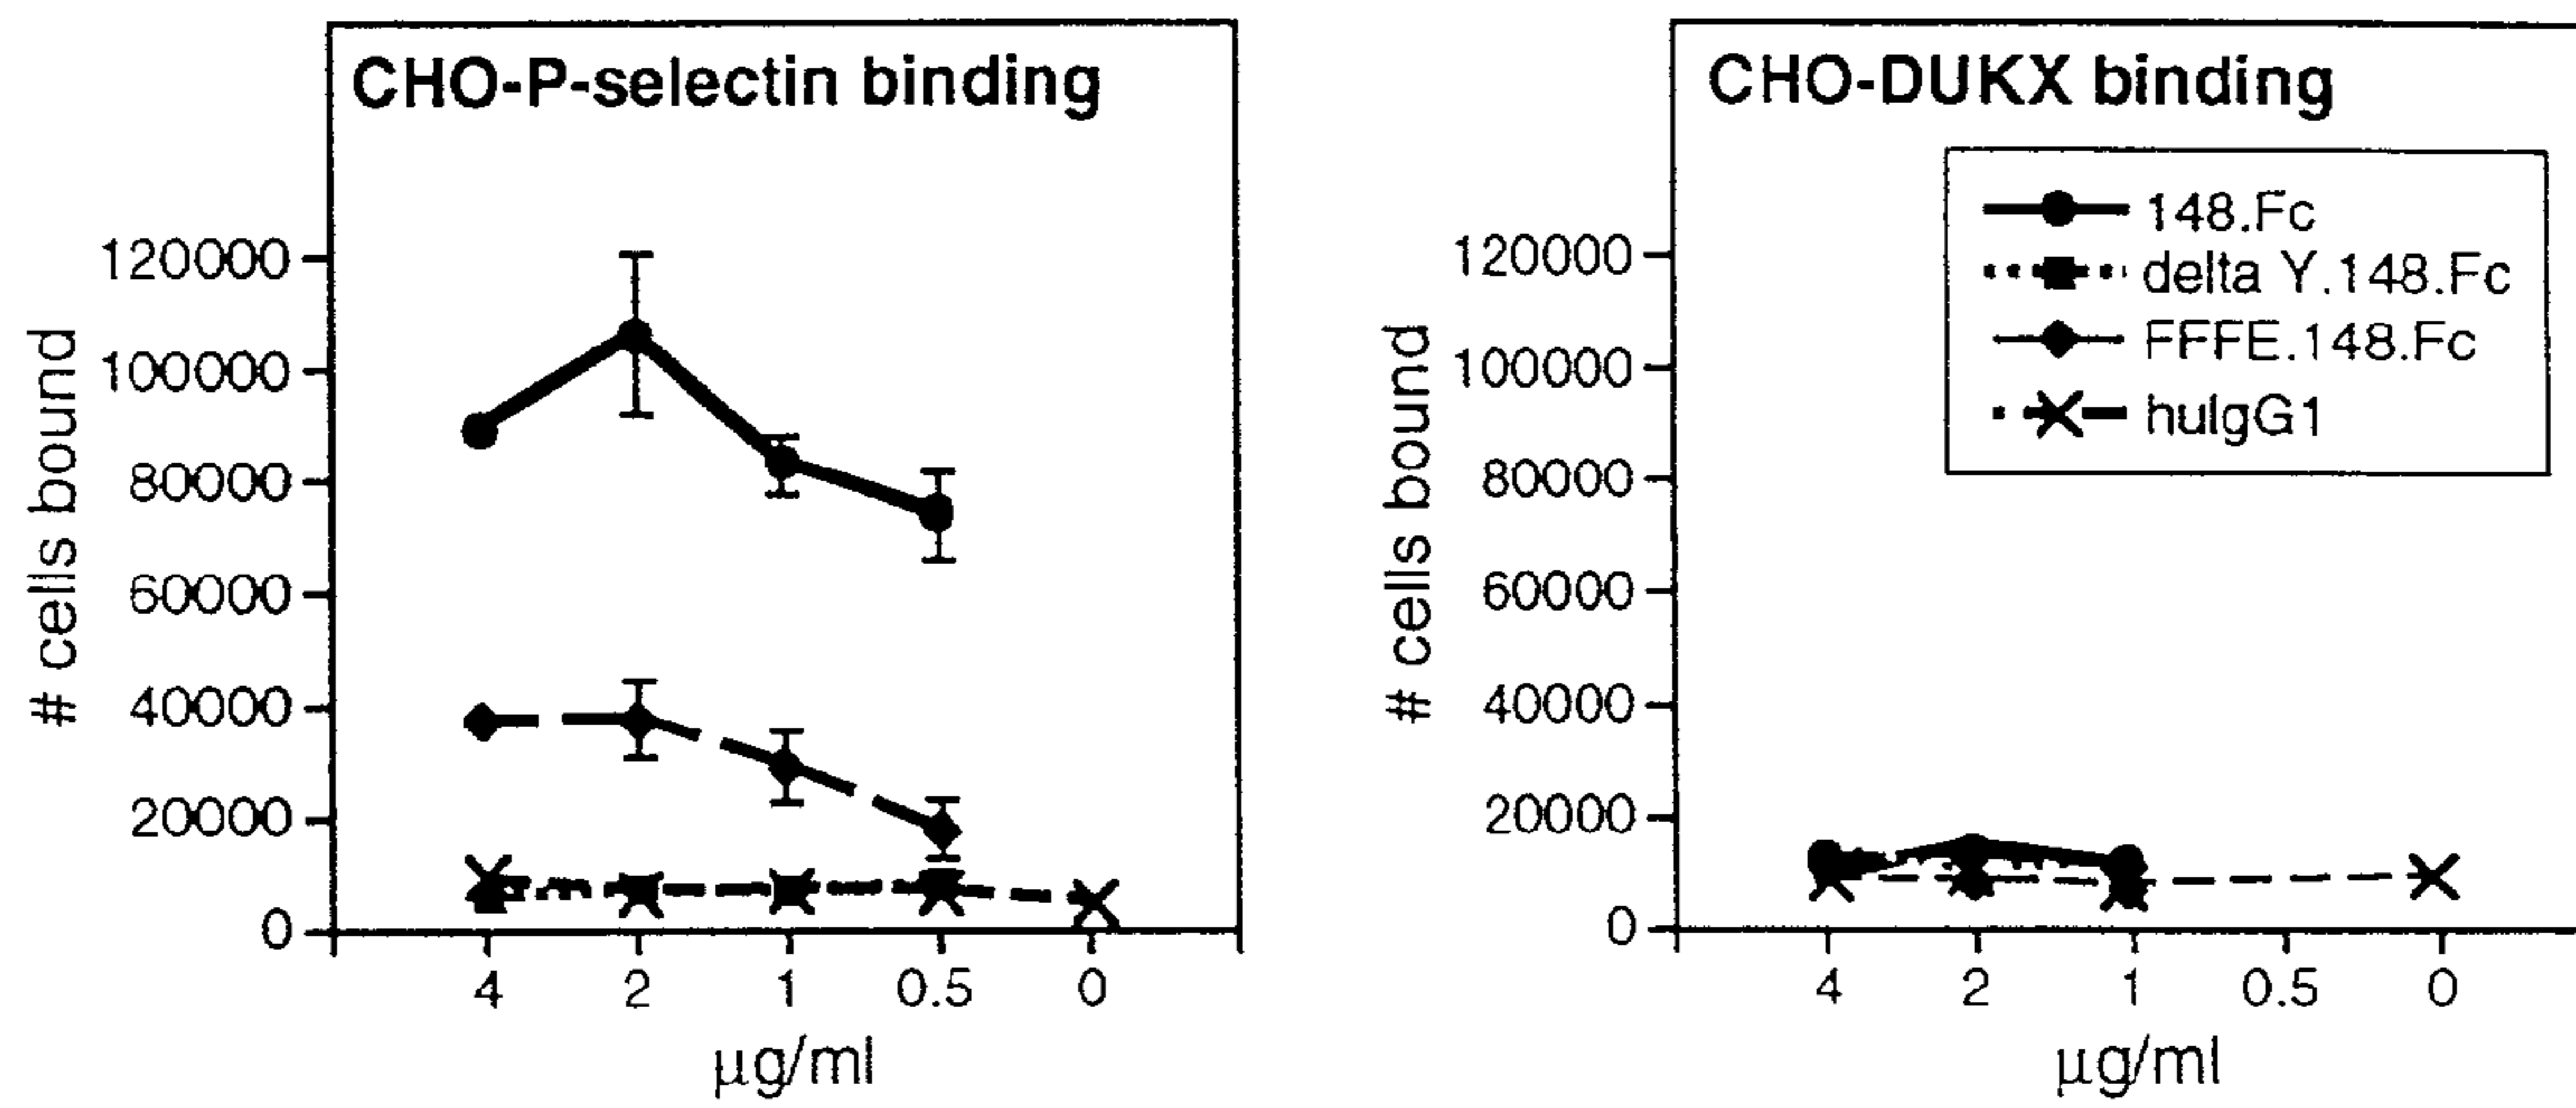 CHO-P-selectin binding
# cells bound
120000
100000
80000
60000
40000
20000
0
4
2
1
0.5
0
µg/ml
CHO-DUKX binding
148.Fc
delta Y.148.Fc
FFFE.148.Fc
huIgG1
# cells bound
120000
100000
80000
60000
40000
20000
0
4
2
1
0.5
0
µg/ml